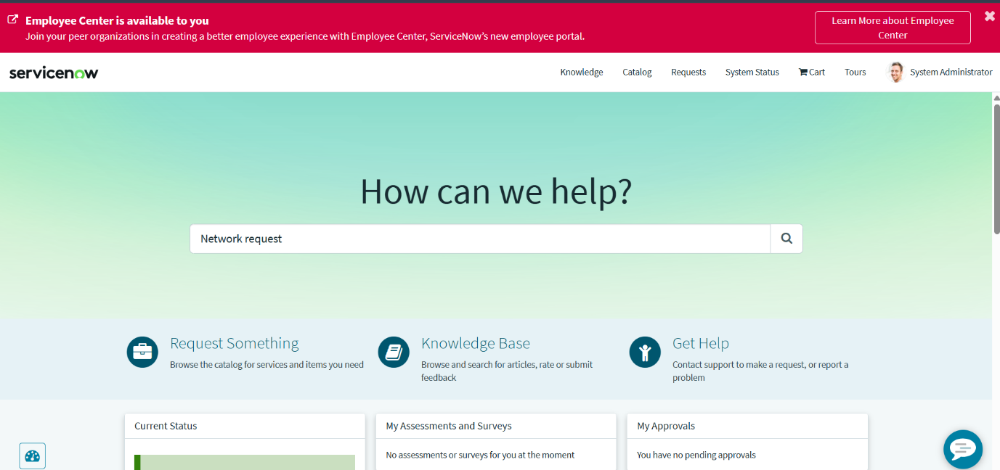 Employee Center is available to you
Join your peer organizations in creating a better employee experience with Employee Center, ServiceNow's new employee portal.
Learn More about Employee
Center
servicenow
Knowledge
Catalog
Requests
System Status
Cart
Tours
System Administrator
How can we help?
Network request
Request Something
Browse the catalog for services and items you need
Knowledge Base
Browse and search for articles, rate or submit
feedback
Get Help
Contact support to make a request, or report a
problem
Current Status
My Assessments and Surveys
No assessments or surveys for you at the moment
My Approvals
You have no pending approvals